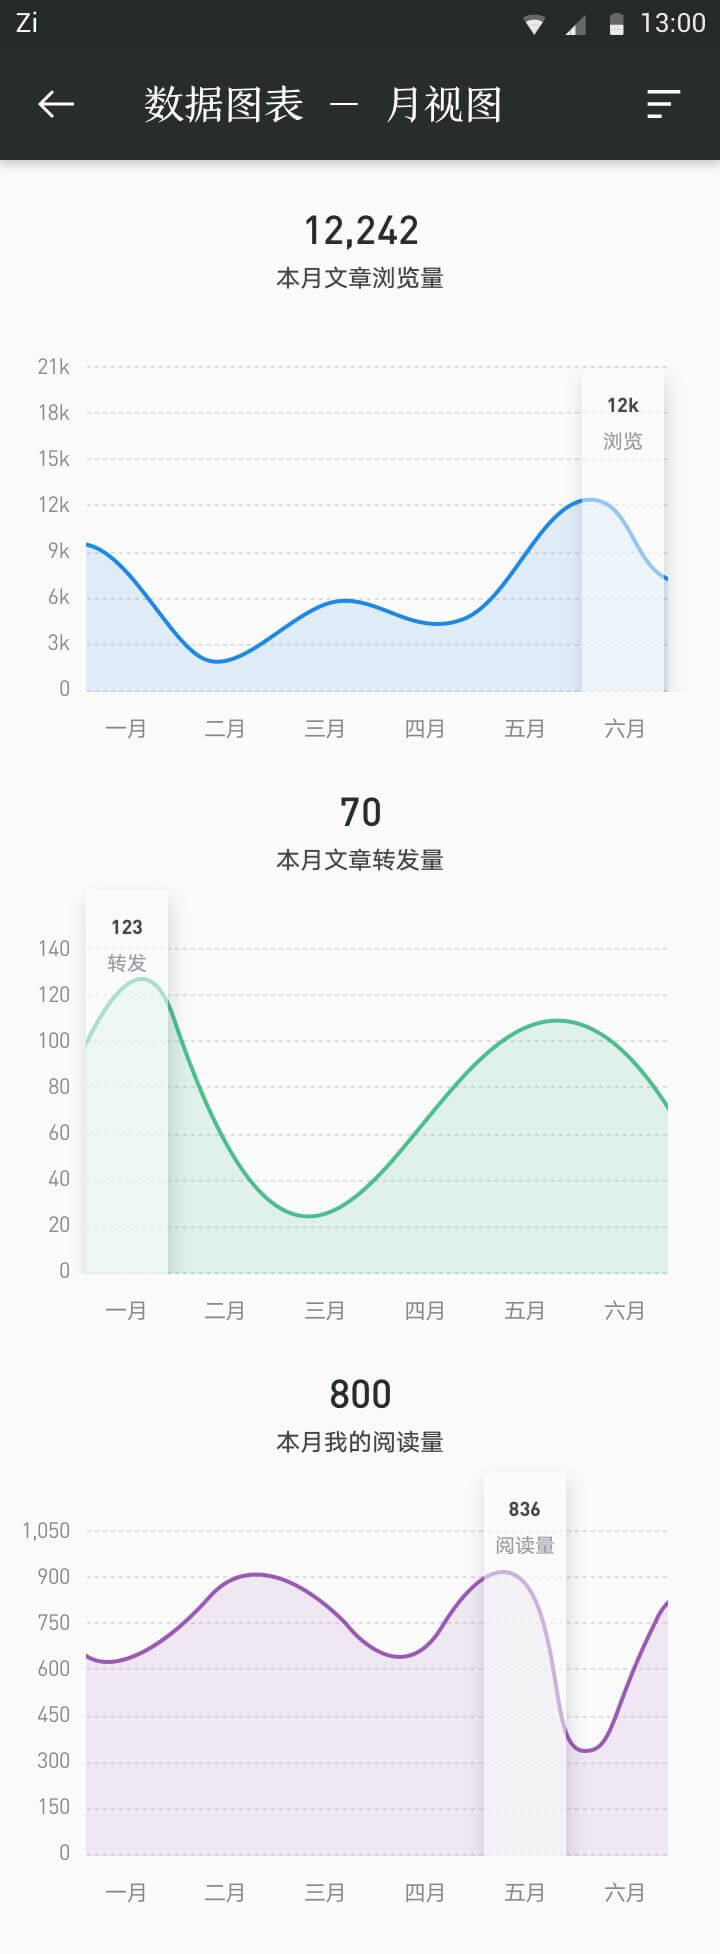 Zi 13:00
数据图表 — 月视图
12,242
本月文章浏览量
21k
18k
15k
12k
9k
6k
3k
0
12k
浏览
一月 二月 三月 四月 五月 六月
70
本月文章转发量
123
转发
140
120
100
80
60
40
20
0
一月 二月 三月 四月 五月 六月
800
本月我的阅读量
836
阅读量
1,050
900
750
600
450
300
150
0
一月 二月 三月 四月 五月 六月